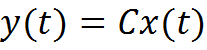 y(t) = Cx(t)